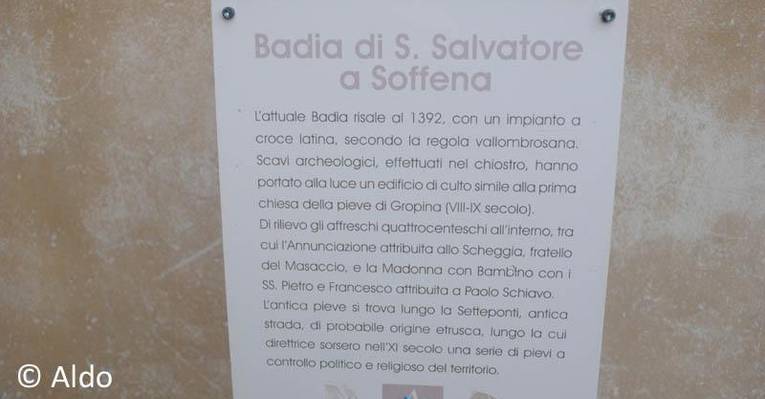 Badia di S. Salvatore
a Soffena
L'attuale Badia risale al 1392, con un impianto a
croce latina, secondo la regola vallombrosana.
Scavi archeologici, effettuati nel chiostro, hanno
portato alla luce un edificio di culto simile alla prima
chiesa della pieve di Gropina (VIII-IX secolo).
Di rilievo gli affreschi quattrocenteschi all'interno, tra
cui l'Annunciazione attribuita allo Scheggia, fratello
del Masaccio, e la Madonna con Bambino con i
SS. Pietro e Francesco attribuita a Paolo Schiavo.
L'antica pieve si trova lungo la Setteponti, antica
strada, di probabile origine etrusca, lungo la cui
direttrice sorsero nell'XI secolo una serie di pievi a
controllo politico e religioso del territorio.
© Aldo